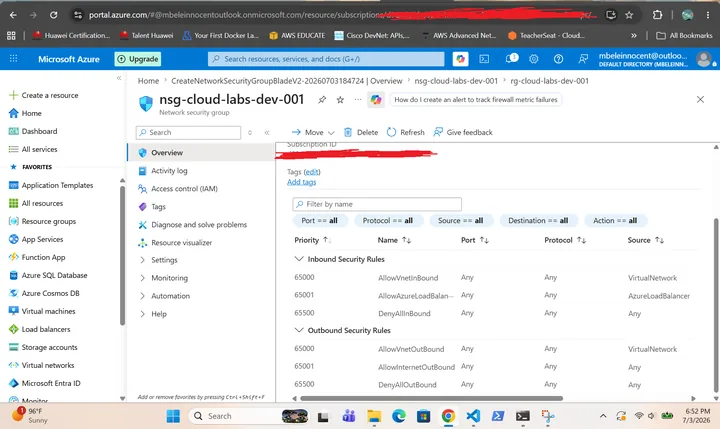 portal.azure.com/#@mbeleinnocentoutlook.onmicrosoft.com/resource/subscriptions/
Huawei Certification...
Talent Huawei
Your First Docker La...
AWS EDUCATE
Cisco DevNet: APIs,...
AWS Advanced Net...
TeacherSeat - Cloud...
All Bookmarks
Microsoft Azure
Upgrade
Search resources, services, and docs (G+/)
mbeleinnocent@outloo...
DEFAULT DIRECTORY (MBELEINNOCE...
Home > CreateNetworkSecurityGroupBladeV2-20260703184724 | Overview > nsg-cloud-labs-dev-001 > rg-cloud-labs-dev-001
nsg-cloud-labs-dev-001
Network security group
How do I create an alert to track firewall metric failures
Create a resource
Home
Dashboard
All services
FAVORITES
Application Templates
All resources
Resource groups
App Services
Function App
Azure SQL Database
Azure Cosmos DB
Virtual machines
Load balancers
Storage accounts
Virtual networks
Microsoft Entra ID
Monitor
Search
Overview
Activity log
Access control (IAM)
Tags
Diagnose and solve problems
Resource visualizer
Settings
Monitoring
Automation
Help
Add or remove favorites by pressing Ctrl+Shift+F
Move
Delete
Refresh
Give feedback
Subscription ID
Tags (edit)
Add tags
Filter by name
Port == all
Protocol == all
Source == all
Destination == all
Action == all
Priority Name Port Protocol Source
Inbound Security Rules
65000 AllowVnetInBound Any Any VirtualNetwork
65001 AllowAzureLoadBalan... Any Any AzureLoadBalancer
65500 DenyAllInBound Any Any Any
Outbound Security Rules
65000 AllowVnetOutBound Any Any VirtualNetwork
65001 AllowInternetOutBound Any Any Any
65500 DenyAllOutBound Any Any Any
1
96°F
Sunny
Search
6:52 PM
7/3/2026